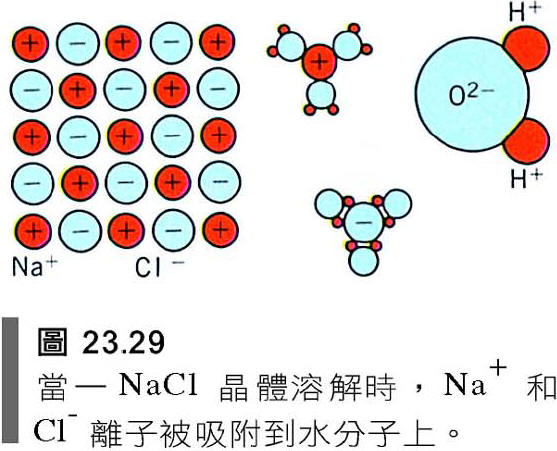 + − + − +
− + − + −
+ − + − +
− + − + −
+ − + − +
Na⁺ Cl⁻
+
−
H⁺
O²⁻
H⁺
圖 23.29
當一 NaCl 晶體溶解時，Na⁺ 和
Cl⁻ 離子被吸附到水分子上。